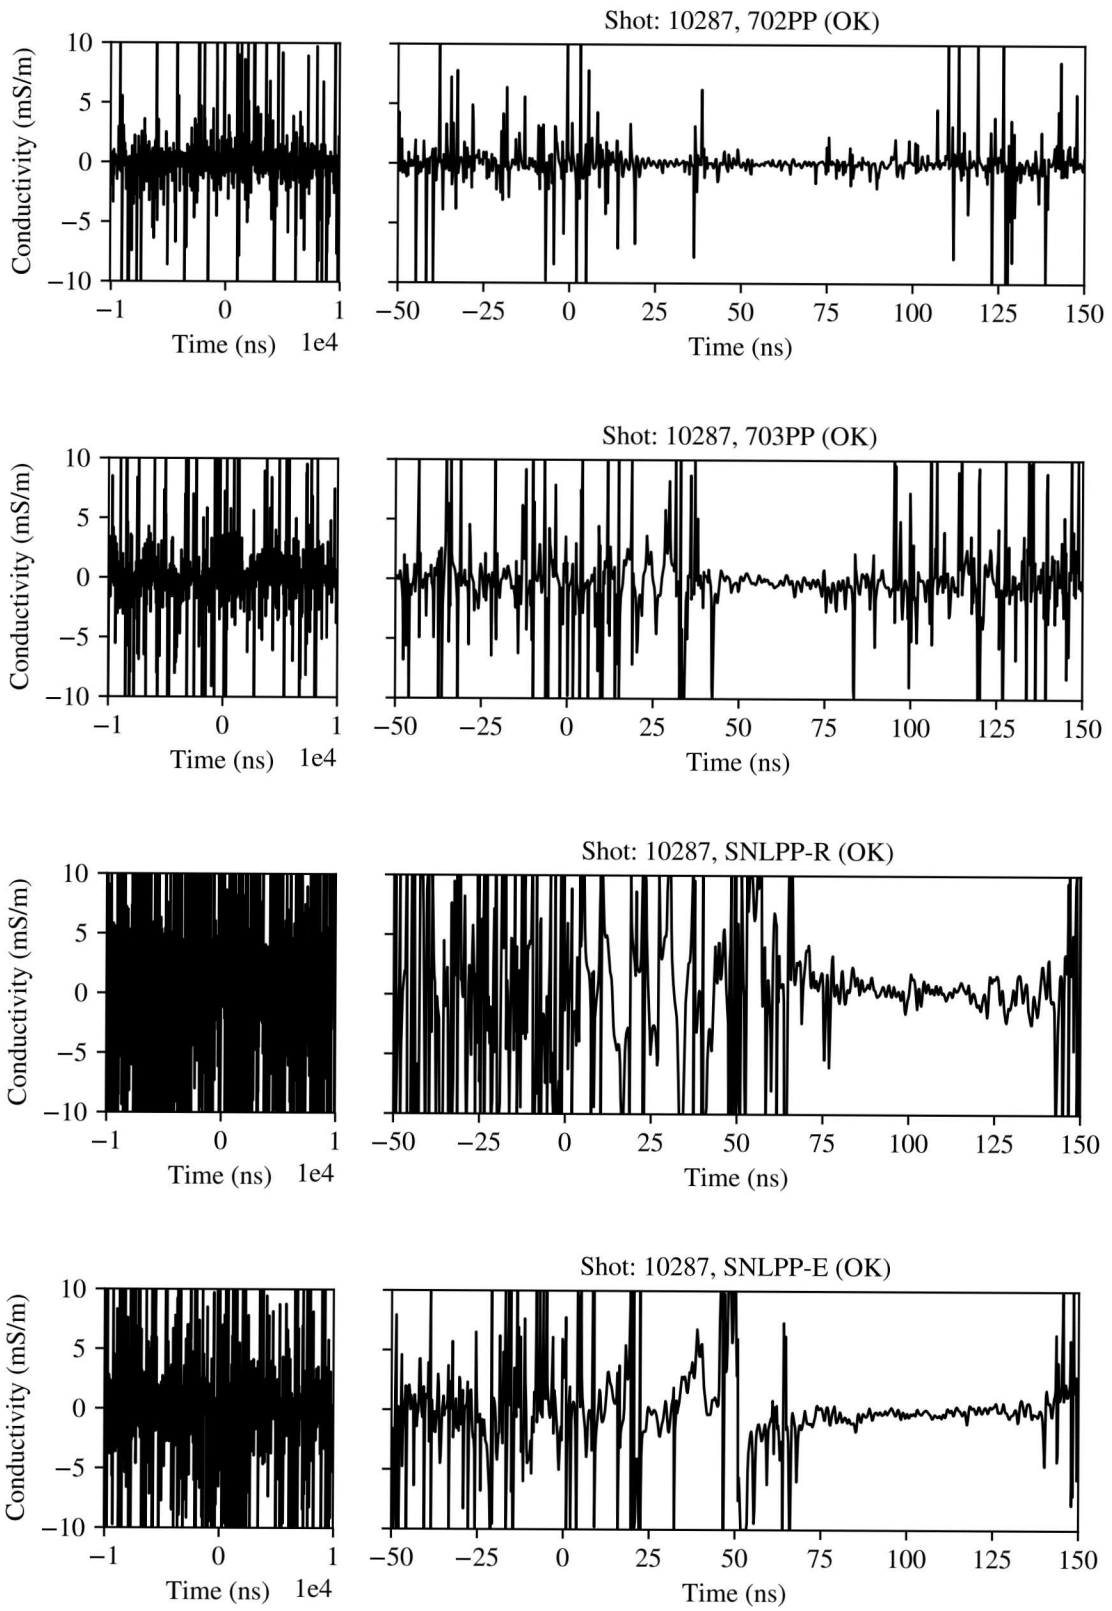 Shot: 10287, 702PP (OK)
Conductivity (mS/m)
10
5
0
−5
−10
−1 0 1
Time (ns) 1e4
−50 −25 0 25 50 75 100 125 150
Time (ns)
Shot: 10287, 703PP (OK)
Conductivity (mS/m)
10
5
0
−5
−10
−1 0 1
Time (ns) 1e4
−50 −25 0 25 50 75 100 125 150
Time (ns)
Shot: 10287, SNLPP-R (OK)
Conductivity (mS/m)
10
5
0
−5
−10
−1 0 1
Time (ns) 1e4
−50 −25 0 25 50 75 100 125 150
Time (ns)
Shot: 10287, SNLPP-E (OK)
Conductivity (mS/m)
10
5
0
−5
−10
−1 0 1
Time (ns) 1e4
−50 −25 0 25 50 75 100 125 150
Time (ns)